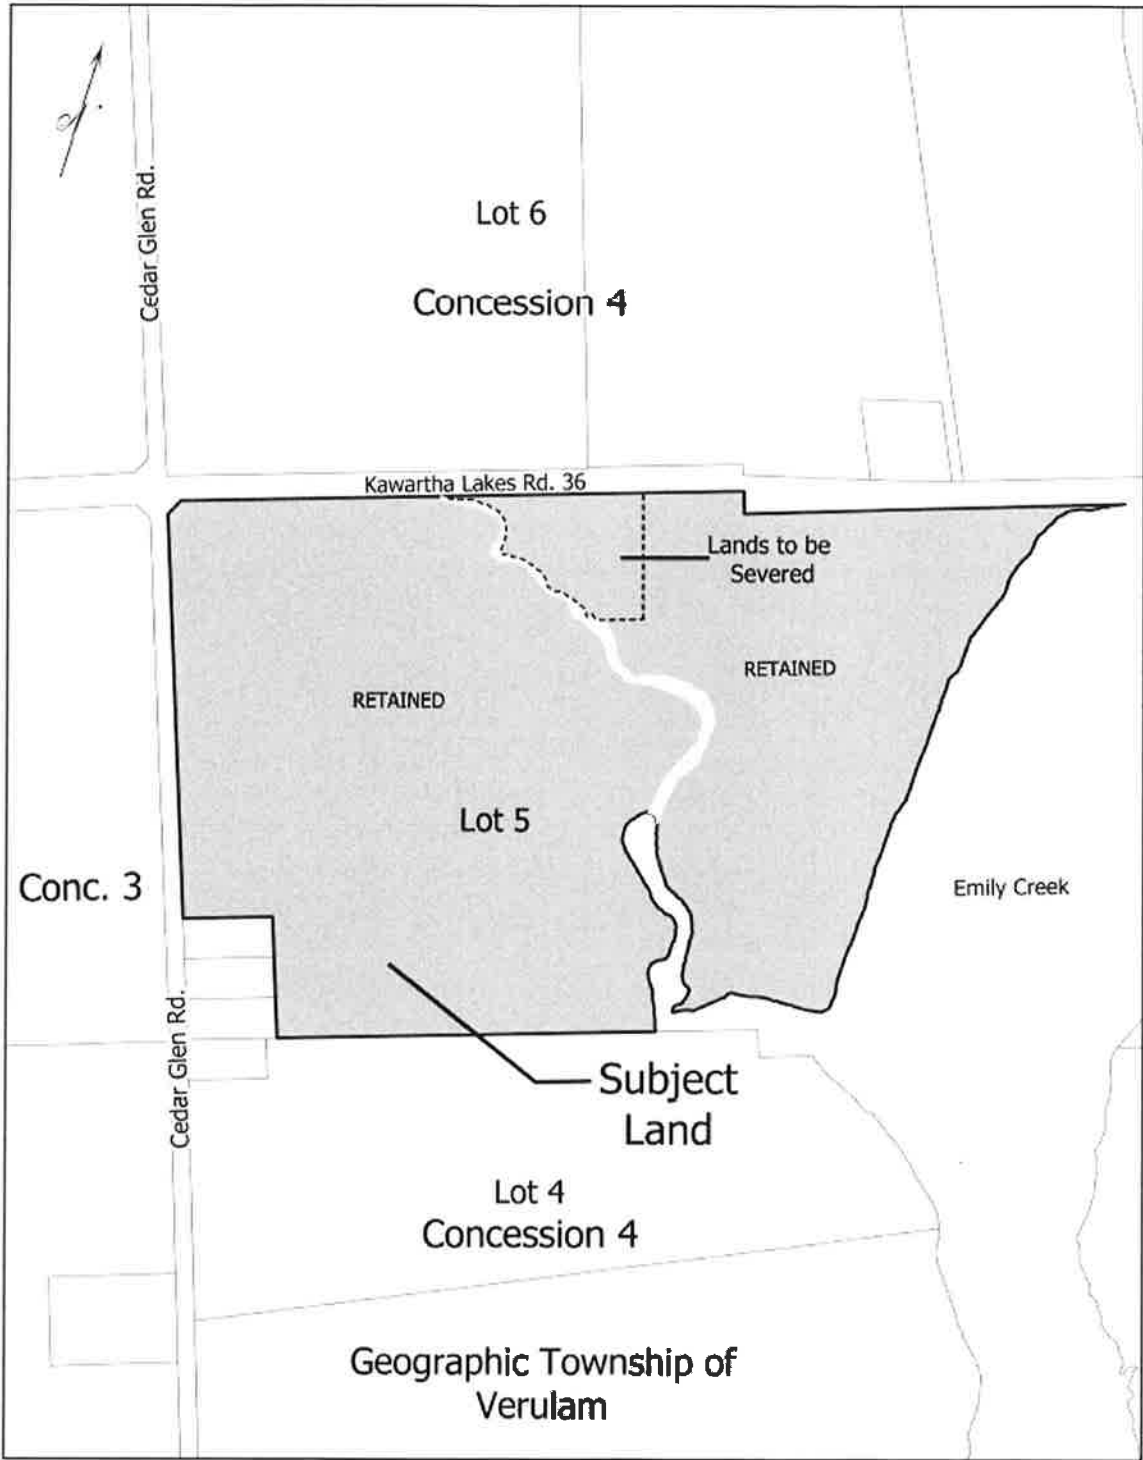 Cedar Glen Rd.
Lot 6
Concession 4
Kawartha Lakes Rd. 36
Lands to be
Severed
RETAINED
RETAINED
Lot 5
Conc. 3
Emily Creek
Cedar Glen Rd.
Subject
Land
Lot 4
Concession 4
Geographic Township of
Verulam